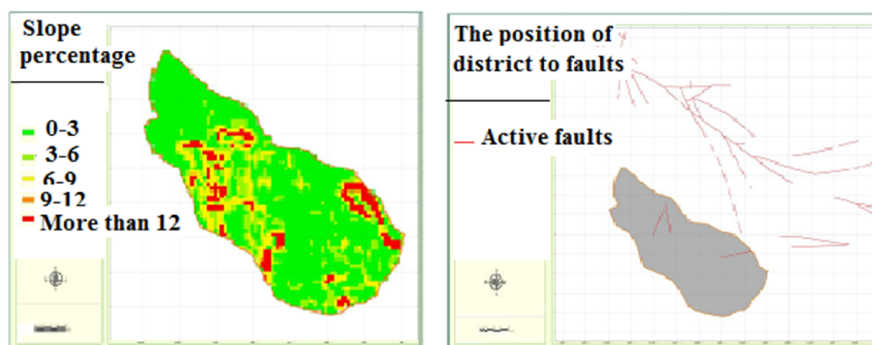 Slope
percentage
0-3
3-6
6-9
9-12
More than 12
The position of
district to faults
Active faults